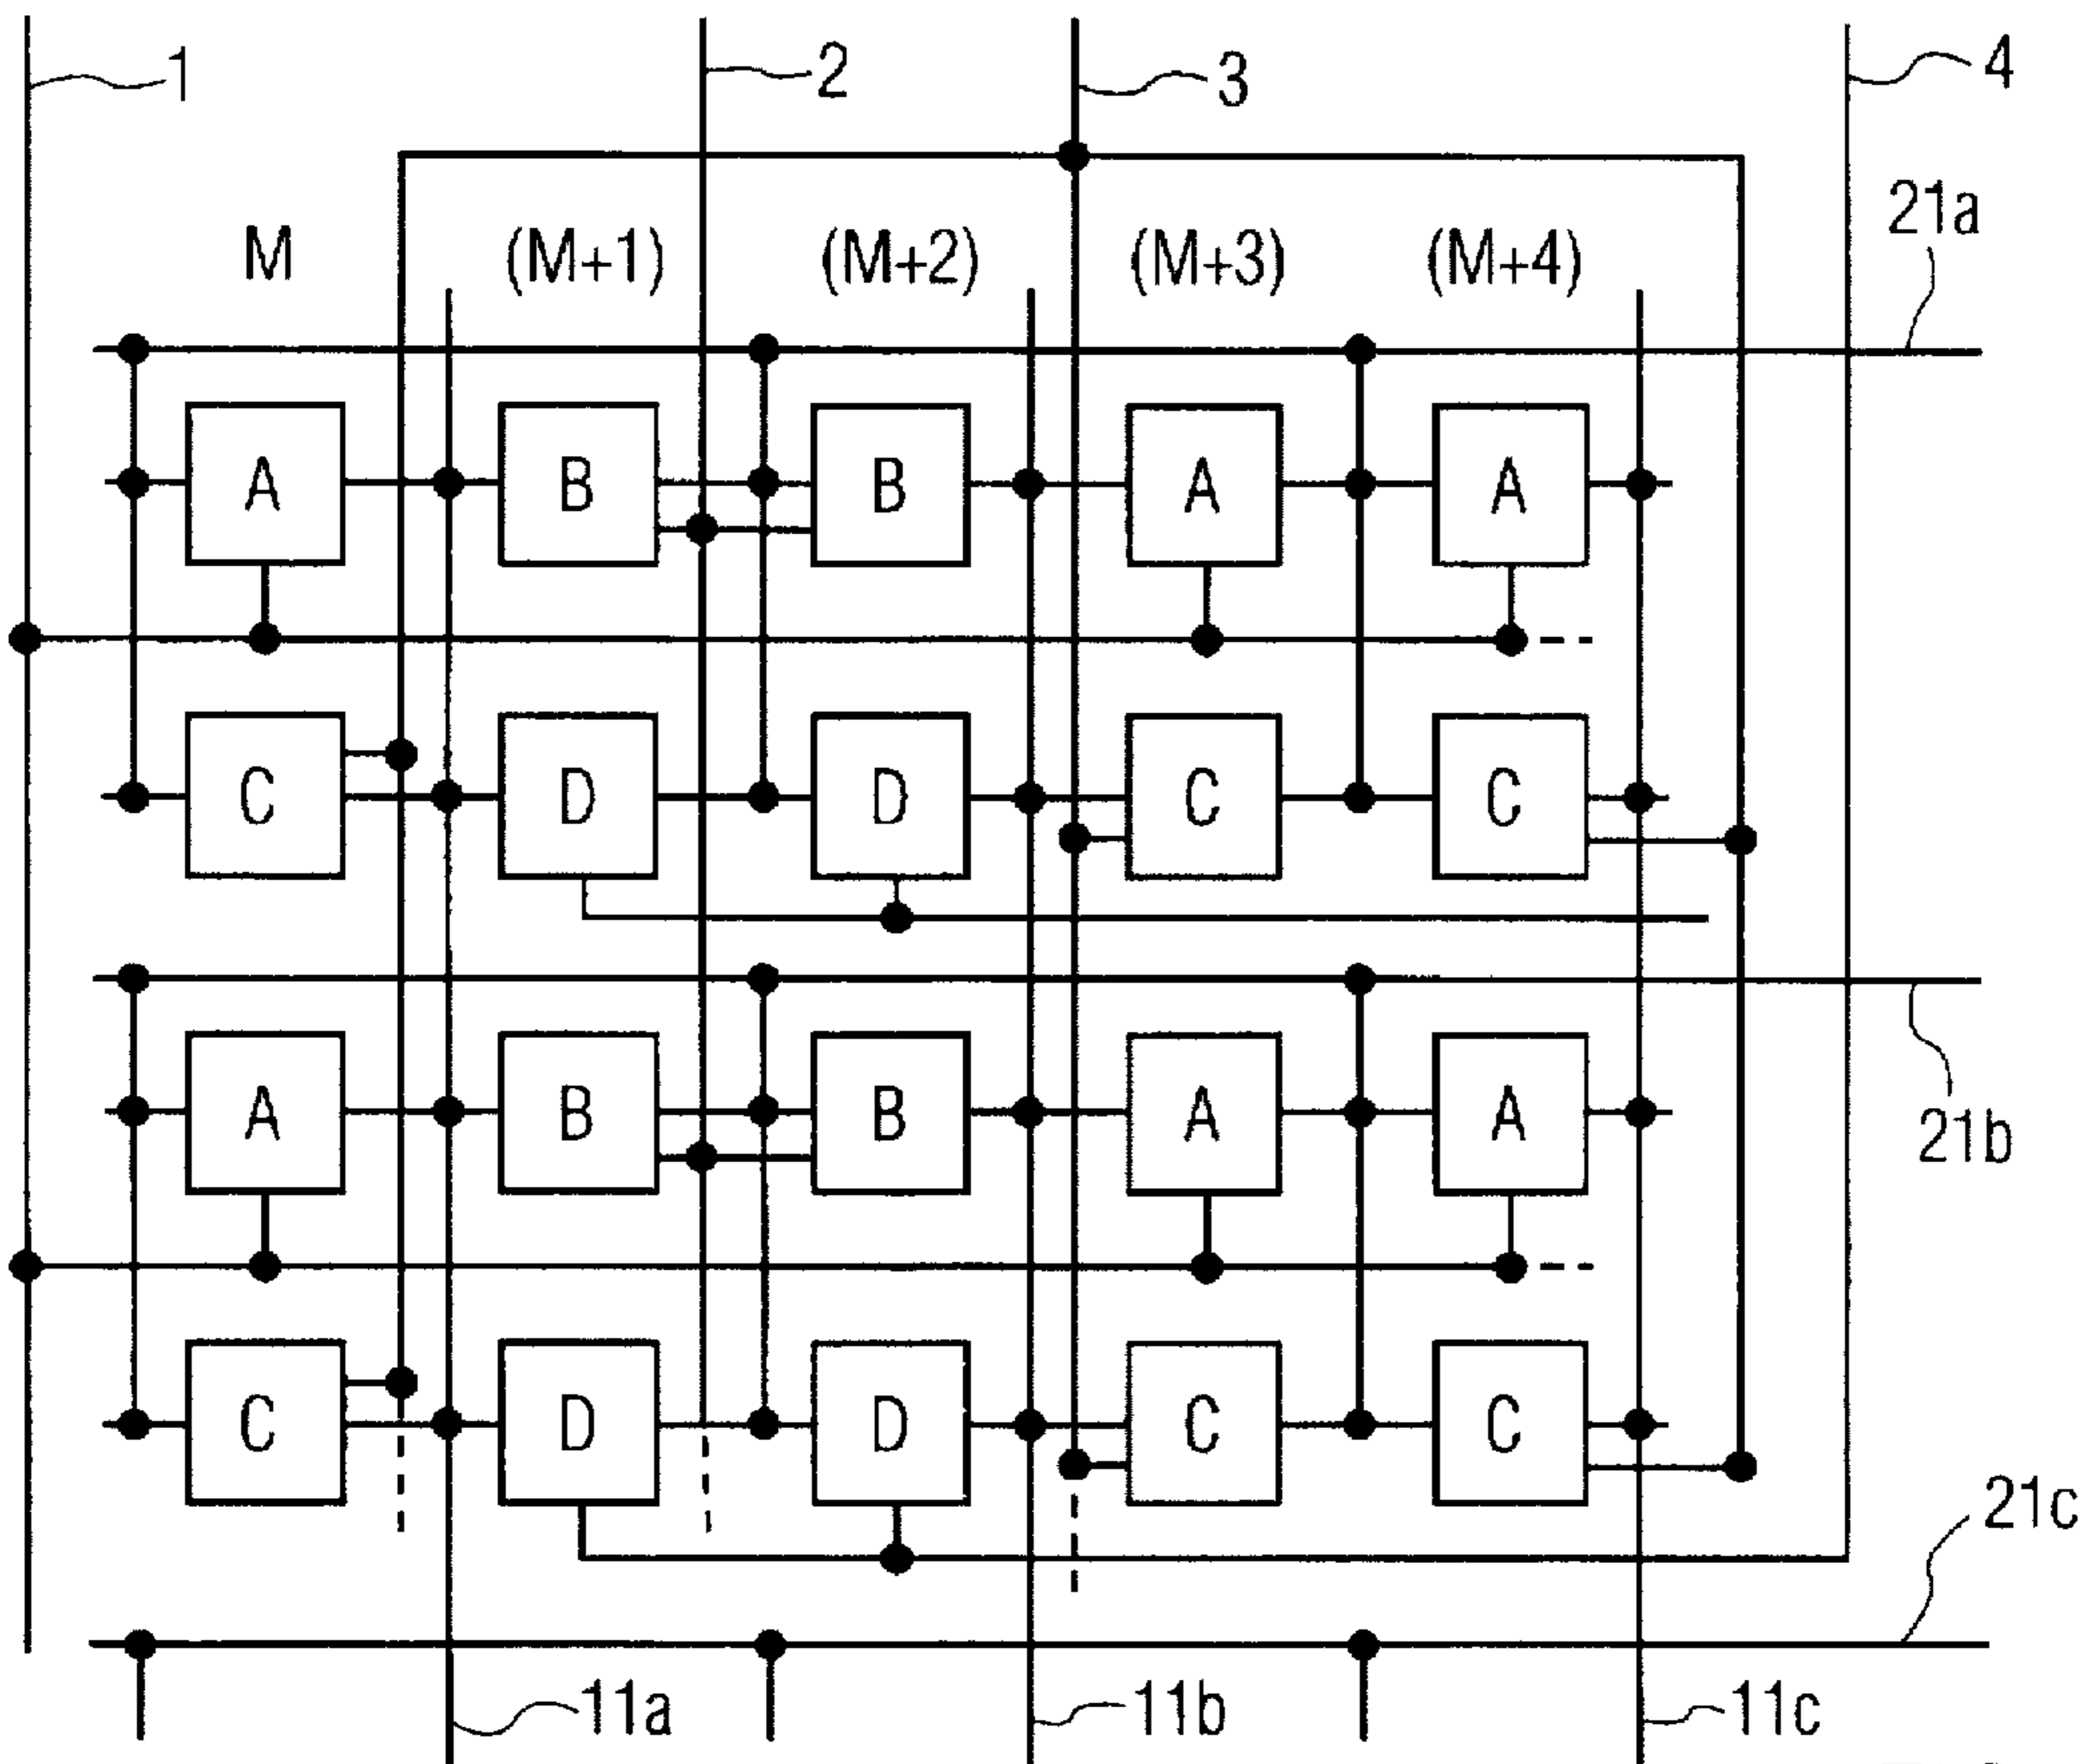 1
2
3
4
21a
M (M+1) (M+2) (M+3) (M+4)
A B B A A
C D D C C
A B B A A
21b
C D D C C
21c
11a 11b 11c